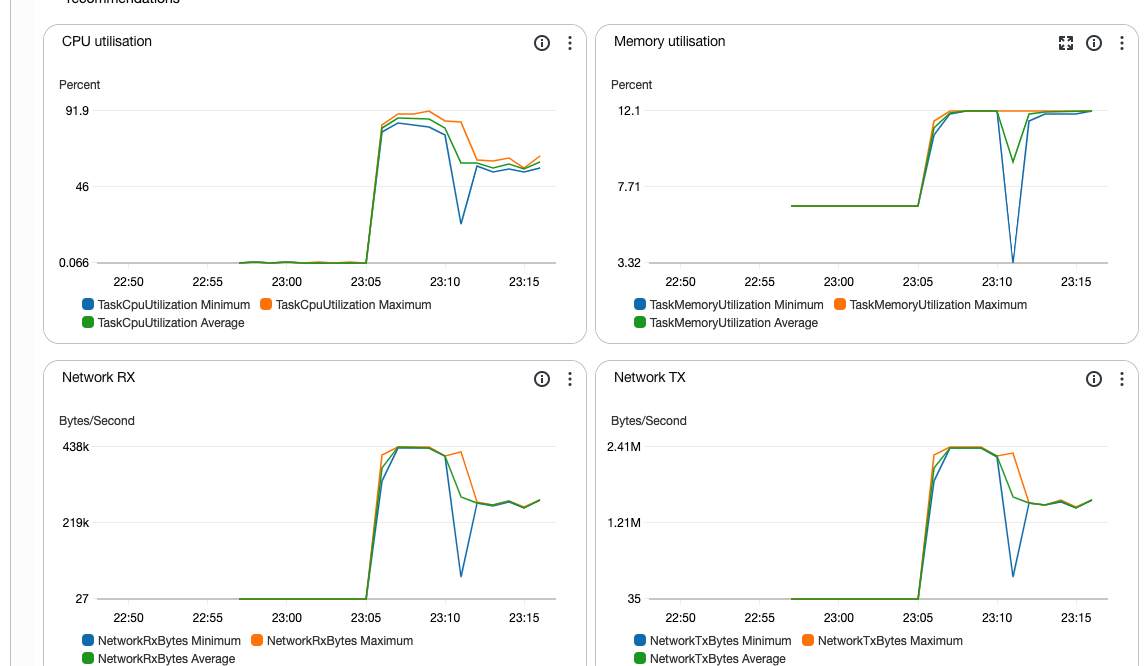 recommendations
CPU utilisation
Percent
91.9
46
0.066
22:50 22:55 23:00 23:05 23:10 23:15
TaskCpuUtilization Minimum TaskCpuUtilization Maximum
TaskCpuUtilization Average
Memory utilisation
Percent
12.1
7.71
3.32
22:50 22:55 23:00 23:05 23:10 23:15
TaskMemoryUtilization Minimum TaskMemoryUtilization Maximum
TaskMemoryUtilization Average
Network RX
Bytes/Second
438k
219k
27
22:50 22:55 23:00 23:05 23:10 23:15
NetworkRxBytes Minimum NetworkRxBytes Maximum
NetworkRxBytes Average
Network TX
Bytes/Second
2.41M
1.21M
35
22:50 22:55 23:00 23:05 23:10 23:15
NetworkTxBytes Minimum NetworkTxBytes Maximum
NetworkTxBytes Average